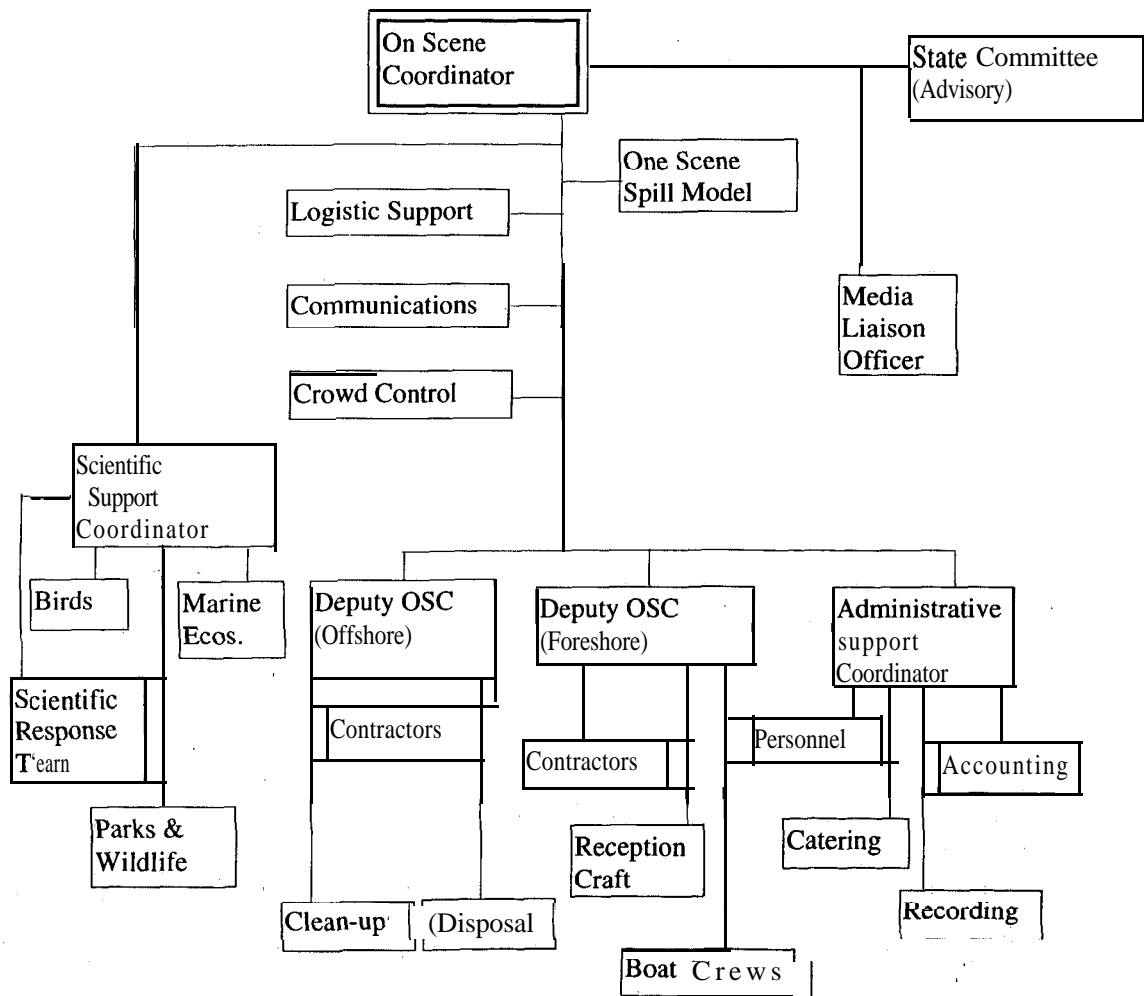 On Scene
Coordinator
State Committee
(Advisory)
One Scene
Spill Model
Logistic Support
Communications
Media
Liaison
Officer
Crowd Control
Scientific
Support
Coordinator
Birds
Marine
Ecos.
Deputy OSC
(Offshore)
Deputy OSC
(Foreshore)
Administrative
support
Coordinator
Scientific
Response
T‘earn
Contractors
Contractors
Personnel
Accounting
Parks &
Wildlife
Reception
Craft
Catering
Clean-up
(Disposal
Recording
Boat Crews